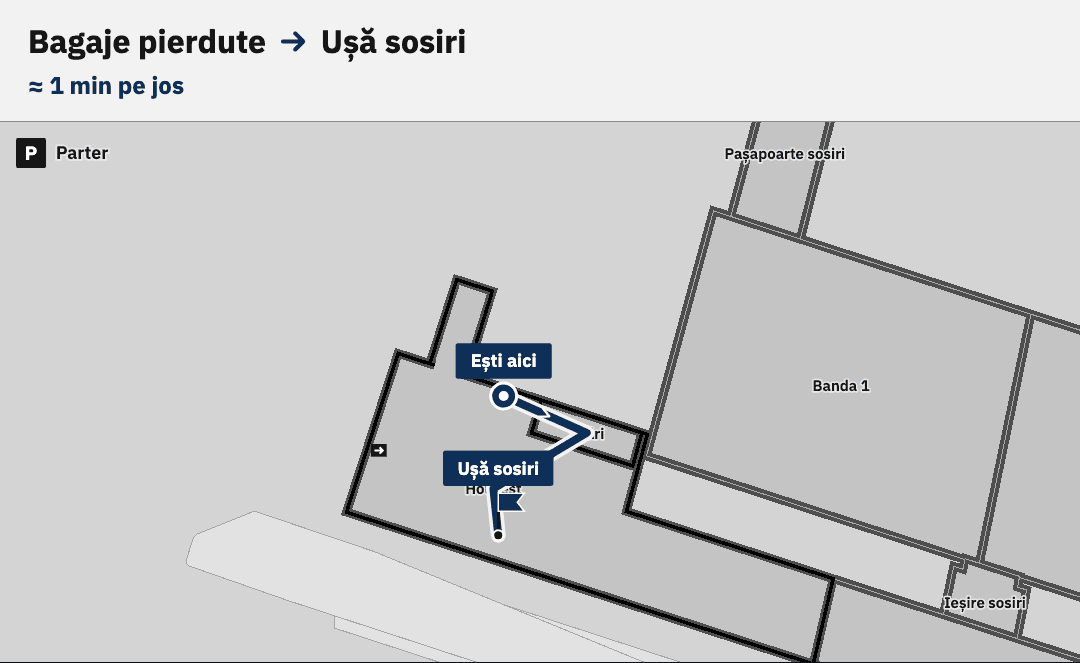 Bagaje pierdute → Ușă sosiri
≈ 1 min pe jos
P Parter
Pașapoarte sosiri
Ești aici
Banda 1
Ușă sosiri
Ieșire sosiri